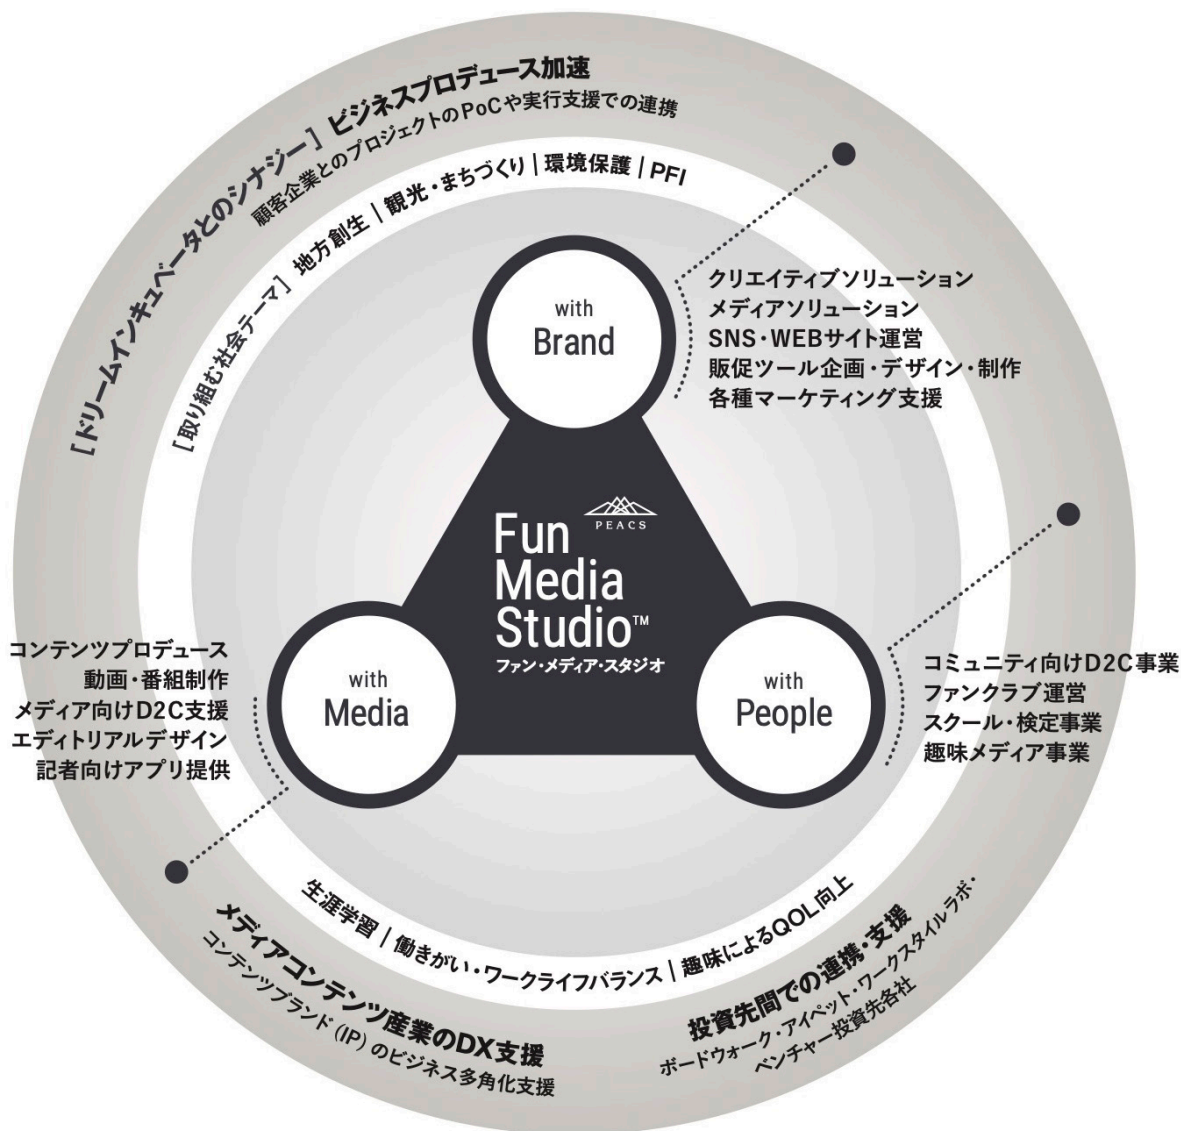 [ドリームインキュベータとのシナジー] ビジネスプロデュース加速
顧客企業とのプロジェクトのPoCや実行支援での連携
[取り組む社会テーマ] 地方創生 | 観光・まちづくり | 環境保護 | PFI
with
Brand
クリエイティブソリューション
メディアソリューション
SNS・WEBサイト運営
販促ツール企画・デザイン・制作
各種マーケティング支援
PEACS
Fun
Media
Studio™
ファン・メディア・スタジオ
コンテンツプロデュース
動画・番組制作
メディア向けD2C支援
エディトリアルデザイン
記者向けアプリ提供
with
Media
with
People
コミュニティ向けD2C事業
ファンクラブ運営
スクール・検定事業
趣味メディア事業
生涯学習 | 働きがい・ワークライフバランス | 趣味によるQOL向上
メディアコンテンツ産業のDX支援
コンテンツブランド (IP) のビジネス多角化支援
投資先間での連携・支援
ボードウォーク・アイペット・ワークスタイルラボ・
ベンチャー投資先各社